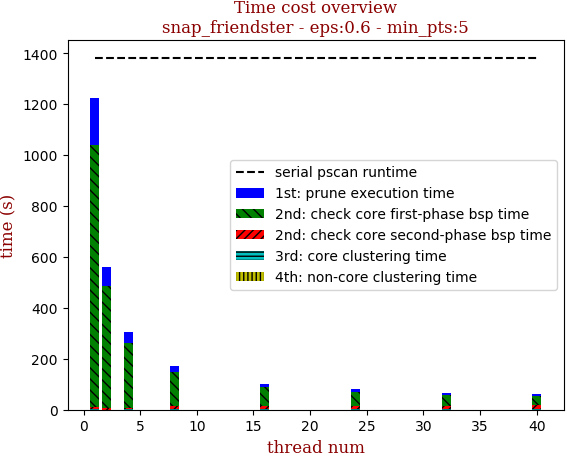 Time cost overview
snap_friendster - eps:0.6 - min_pts:5
time (s)
1400
1200
1000
800
600
400
200
0
serial pscan runtime
1st: prune execution time
2nd: check core first-phase bsp time
2nd: check core second-phase bsp time
3rd: core clustering time
4th: non-core clustering time
0 5 10 15 20 25 30 35 40
thread num